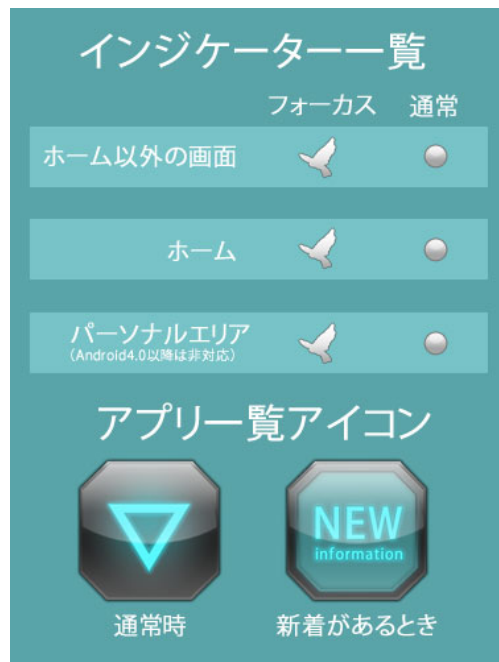 インジケーター一覧
フォーカス 通常
ホーム以外の画面
ホーム
パーソナルエリア
(Android4.0以降は非対応)
アプリ一覧アイコン
NEW
information
通常時 新着があるとき